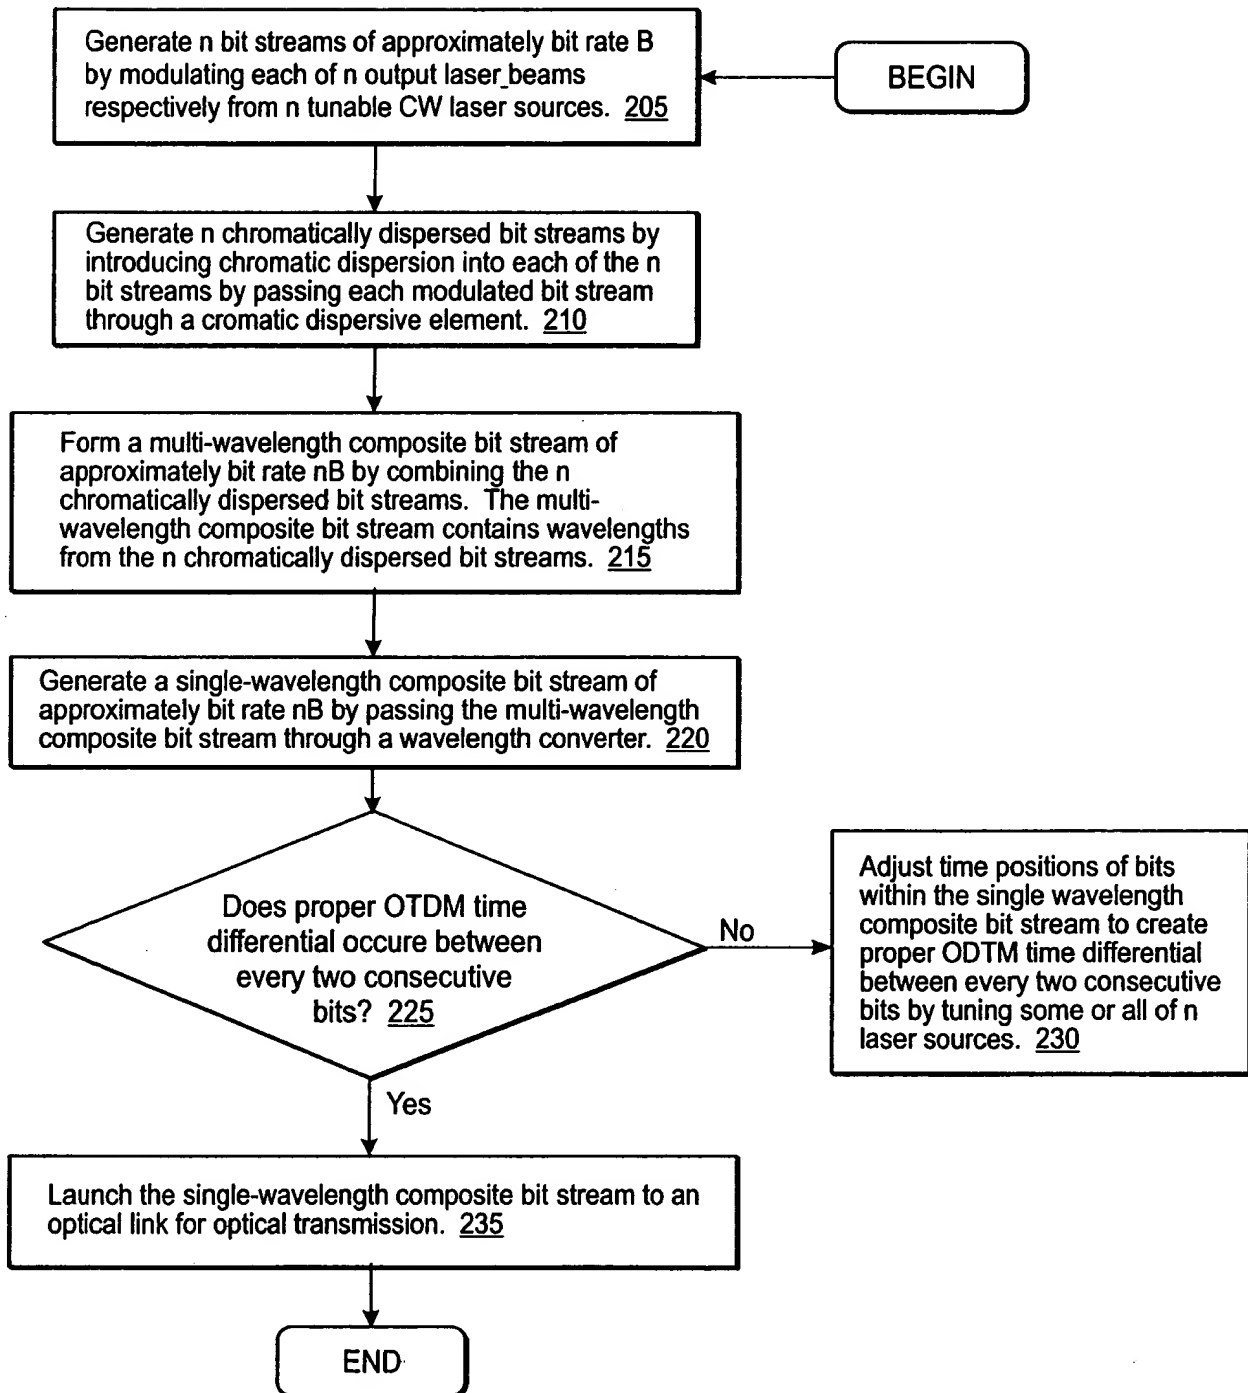 BEGIN
Generate n bit streams of approximately bit rate B
by modulating each of n output laser_beams
respectively from n tunable CW laser sources. 205
Generate n chromatically dispersed bit streams by
introducing chromatic dispersion into each of the n
bit streams by passing each modulated bit stream
through a cromatic dispersive element. 210
Form a multi-wavelength composite bit stream of
approximately bit rate nB by combining the n
chromatically dispersed bit streams. The multi-
wavelength composite bit stream contains wavelengths
from the n chromatically dispersed bit streams. 215
Generate a single-wavelength composite bit stream of
approximately bit rate nB by passing the multi-wavelength
composite bit stream through a wavelength converter. 220
Does proper OTDM time
differential occure between
every two consecutive
bits? 225
No
Adjust time positions of bits
within the single wavelength
composite bit stream to create
proper ODTM time differential
between every two consecutive
bits by tuning some or all of n
laser sources. 230
Yes
Launch the single-wavelength composite bit stream to an
optical link for optical transmission. 235
END